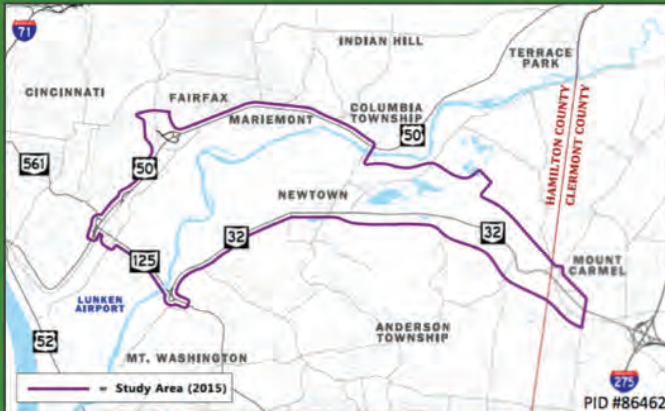 71
INDIAN HILL
TERRACE
PARK
CINCINNATI
FAIRFAX
COLUMBIA
TOWNSHIP
MARIEMONT
50
HAMILTON COUNTY
CLERMONT COUNTY
561
50
NEWTOWN
32
32
125
MOUNT
CARMEL
LUNKEN
AIRPORT
ANDERSON
TOWNSHIP
52
MT. WASHINGTON
275
= Study Area (2015)
PID #86462